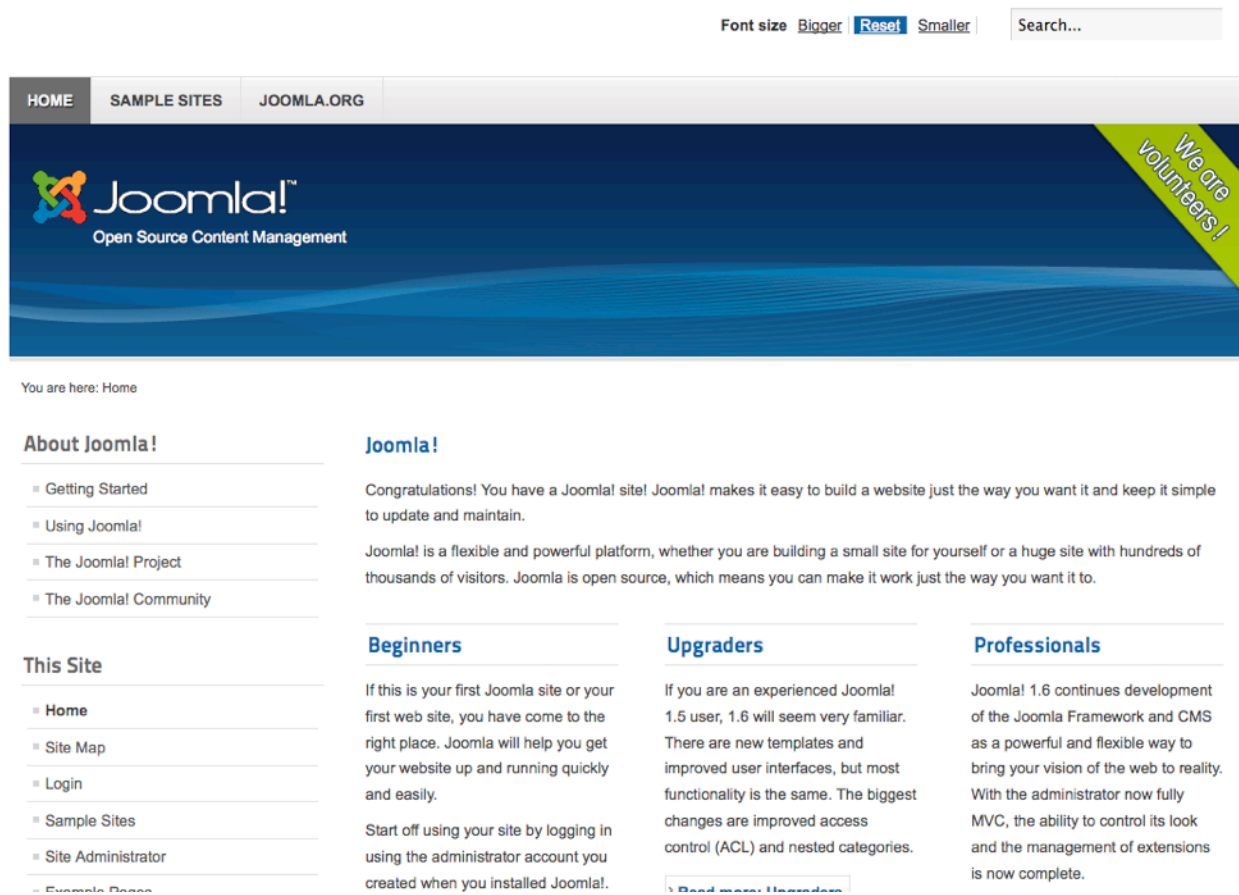 Font size Bigger Reset Smaller Search...
HOME SAMPLE SITES JOOMLA.ORG
We are
volunteers!
Joomla!™
Open Source Content Management
You are here: Home
About Joomla!
Getting Started
Using Joomla!
The Joomla! Project
The Joomla! Community
This Site
Home
Site Map
Login
Sample Sites
Site Administrator
Example Pages
Joomla!
Congratulations! You have a Joomla! site! Joomla! makes it easy to build a website just the way you want it and keep it simple
to update and maintain.
Joomla! is a flexible and powerful platform, whether you are building a small site for yourself or a huge site with hundreds of
thousands of visitors. Joomla is open source, which means you can make it work just the way you want it to.
Beginners
If this is your first Joomla site or your
first web site, you have come to the
right place. Joomla will help you get
your website up and running quickly
and easily.
Start off using your site by logging in
using the administrator account you
created when you installed Joomla!.
Upgraders
If you are an experienced Joomla!
1.5 user, 1.6 will seem very familiar.
There are new templates and
improved user interfaces, but most
functionality is the same. The biggest
changes are improved access
control (ACL) and nested categories.
Read more: Upgraders
Professionals
Joomla! 1.6 continues development
of the Joomla Framework and CMS
as a powerful and flexible way to
bring your vision of the web to reality.
With the administrator now fully
MVC, the ability to control its look
and the management of extensions
is now complete.